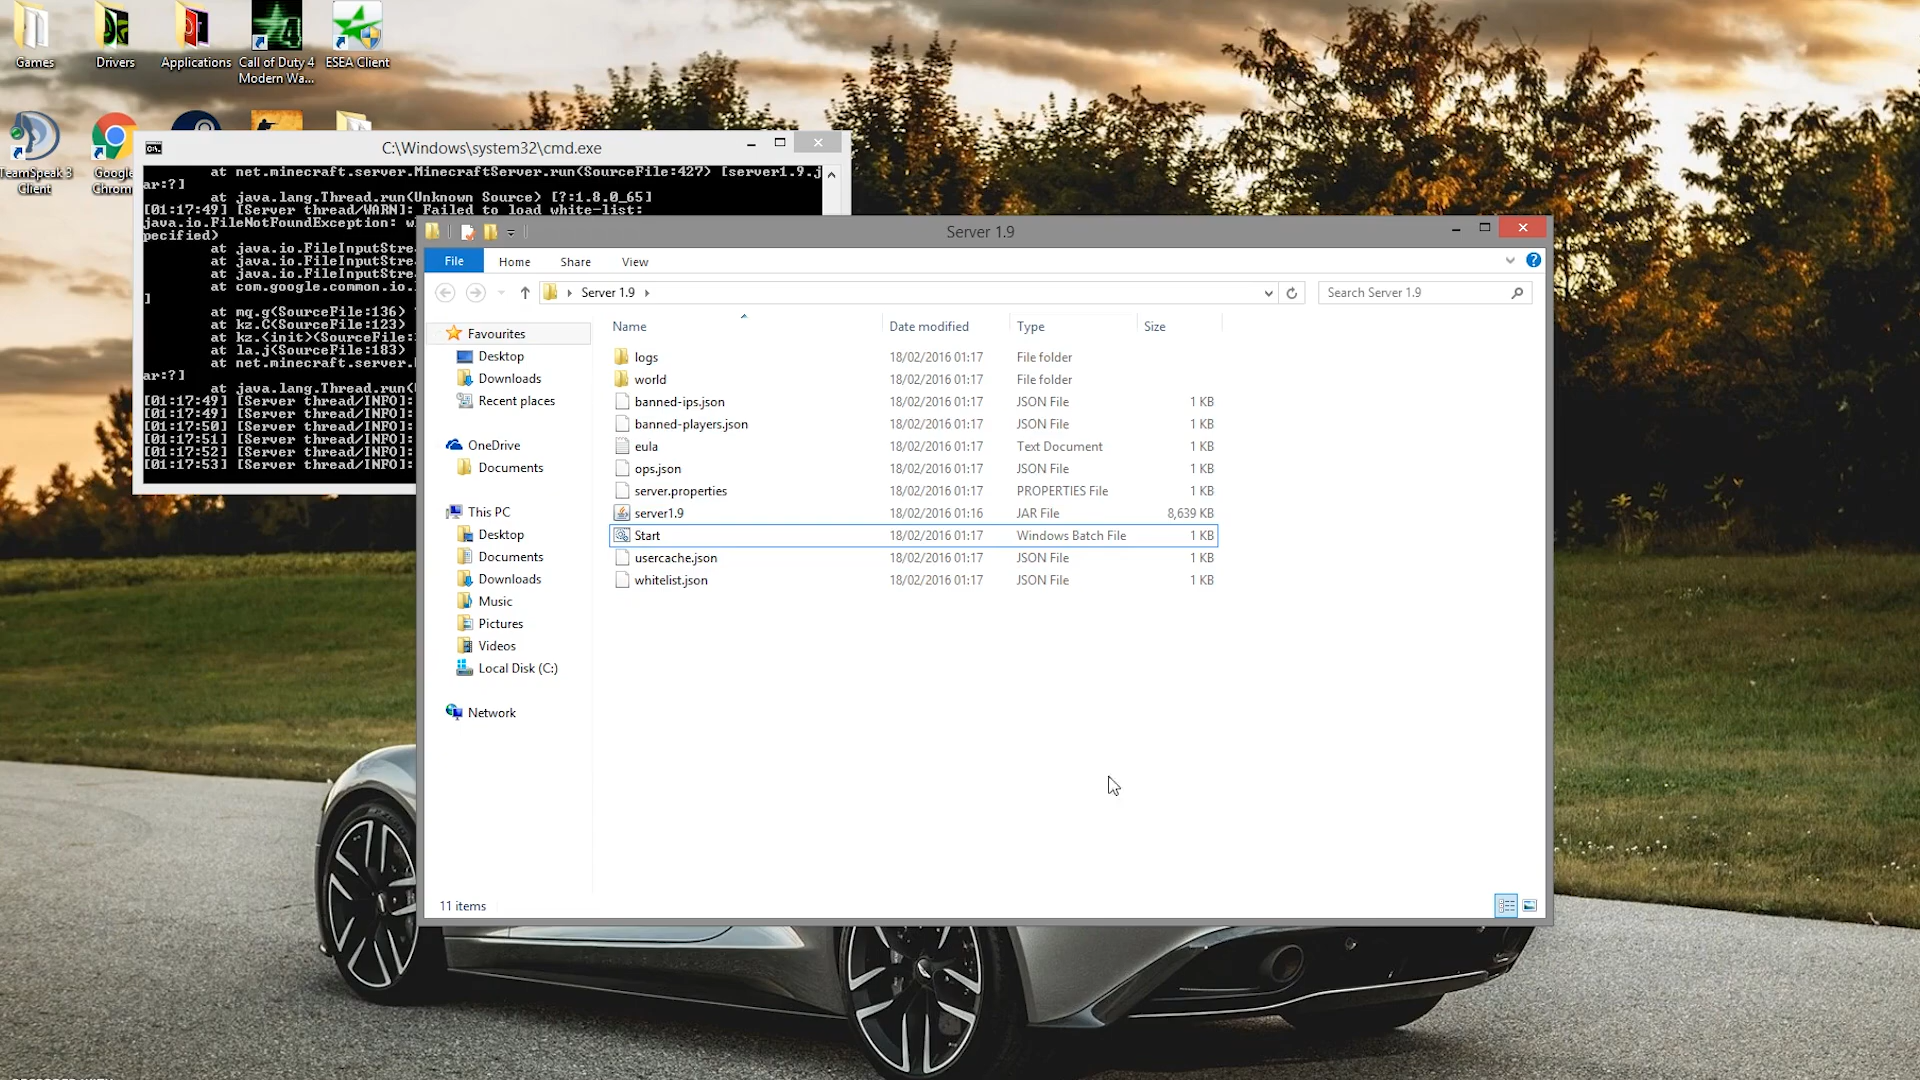 Games
Drivers
Applications
Call of Duty 4
Modern Wa...
ESEA Client
TeamSpeak 3
Client
Google
Chrom
C:\Windows\system32\cmd.exe
at net.minecraft.server.MinecraftServer.run(SourceFile:427) [server1.9.j
ar:?]
at java.lang.Thread.run(Unknown Source) [?:1.8.0_65]
[01:17:49] [Server thread/WARN]: Failed to load white-list:
java.io.FileNotFoundException: w
pecified)
at java.io.FileInputStre
at java.io.FileInputStre
at java.io.FileInputStre
at com.google.common.io.
]
at mq.g(SourceFile:136)
at kz.C(SourceFile:123)
at kz.<init>(SourceFile:
at la.j(SourceFile:183)
at net.minecraft.server.
ar:?]
at java.lang.Thread.run(
[01:17:49] [Server thread/INFO]:
[01:17:49] [Server thread/INFO]:
[01:17:50] [Server thread/INFO]:
[01:17:51] [Server thread/INFO]:
[01:17:52] [Server thread/INFO]:
[01:17:53] [Server thread/INFO]:
Server 1.9
File Home Share View
Server 1.9
Search Server 1.9
Favourites
Desktop
Downloads
Recent places
OneDrive
Documents
This PC
Desktop
Documents
Downloads
Music
Pictures
Videos
Local Disk (C:)
Network
Name Date modified Type Size
logs 18/02/2016 01:17 File folder
world 18/02/2016 01:17 File folder
banned-ips.json 18/02/2016 01:17 JSON File 1 KB
banned-players.json 18/02/2016 01:17 JSON File 1 KB
eula 18/02/2016 01:17 Text Document 1 KB
ops.json 18/02/2016 01:17 JSON File 1 KB
server.properties 18/02/2016 01:17 PROPERTIES File 1 KB
server1.9 18/02/2016 01:16 JAR File 8,639 KB
Start 18/02/2016 01:17 Windows Batch File 1 KB
usercache.json 18/02/2016 01:17 JSON File 1 KB
whitelist.json 18/02/2016 01:17 JSON File 1 KB
11 items